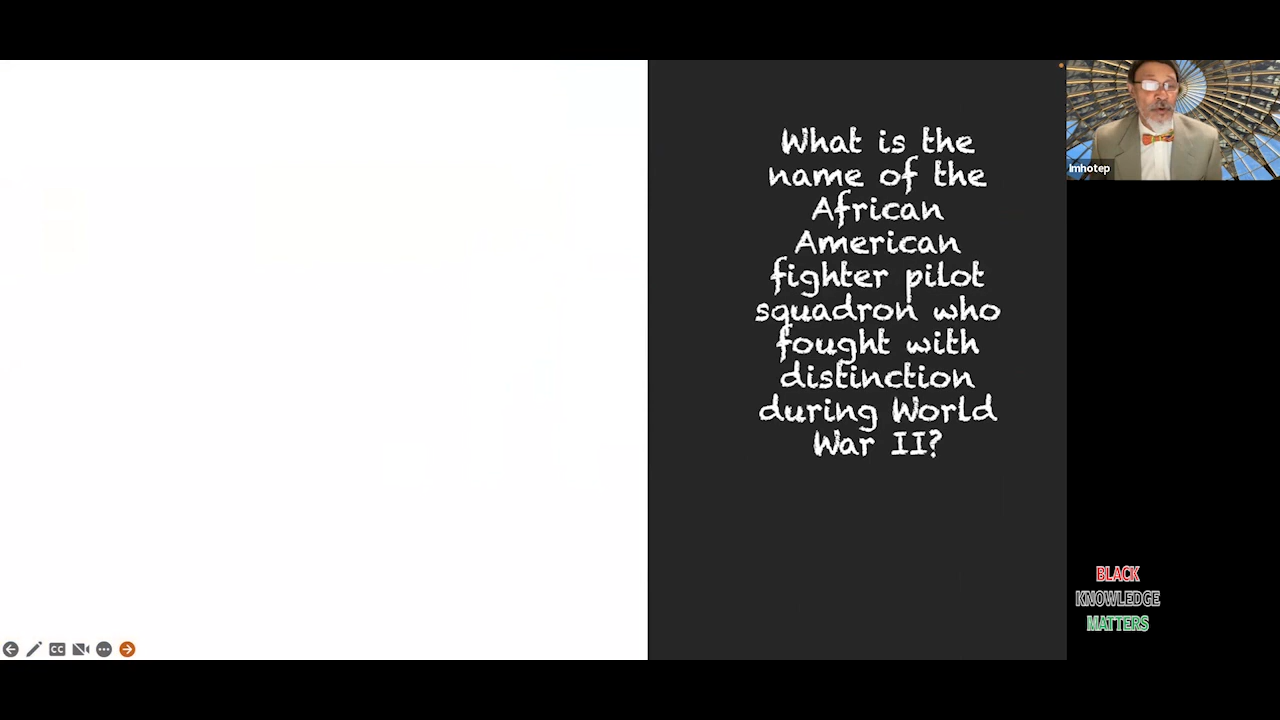 What is the
name of the
African
American
fighter pilot
squadron who
fought with
distinction
during World
War II?
Imhotep
BLACK
KNOWLEDGE
MATTERS
CC